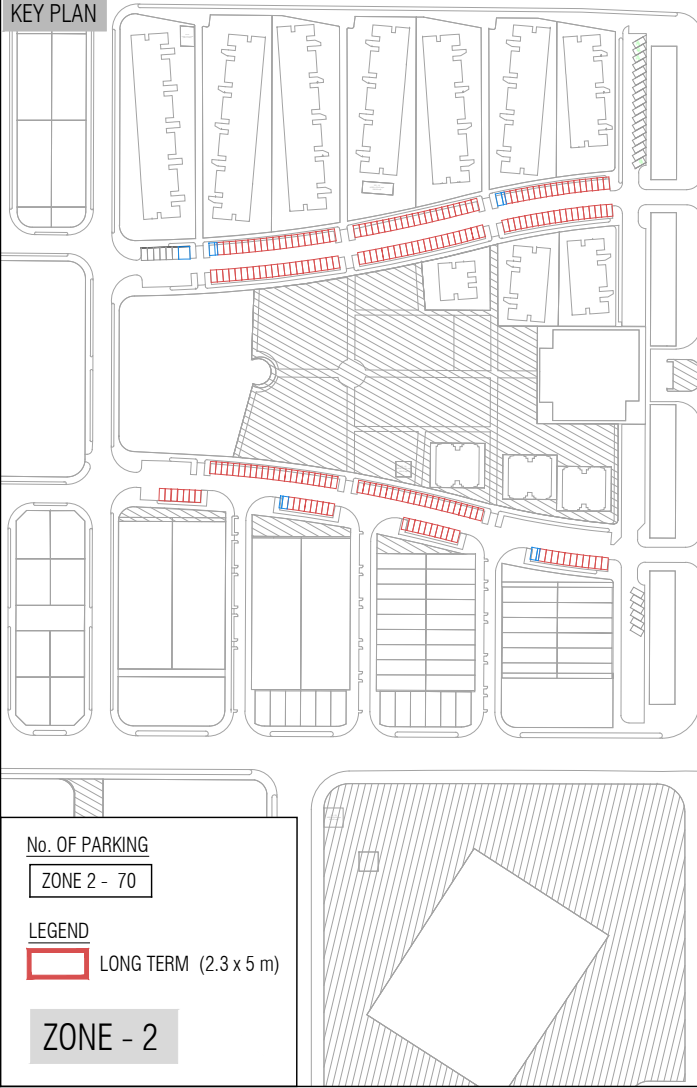 KEY PLAN
No. OF PARKING
ZONE 2 - 70
LEGEND
LONG TERM (2.3 x 5 m)
ZONE - 2